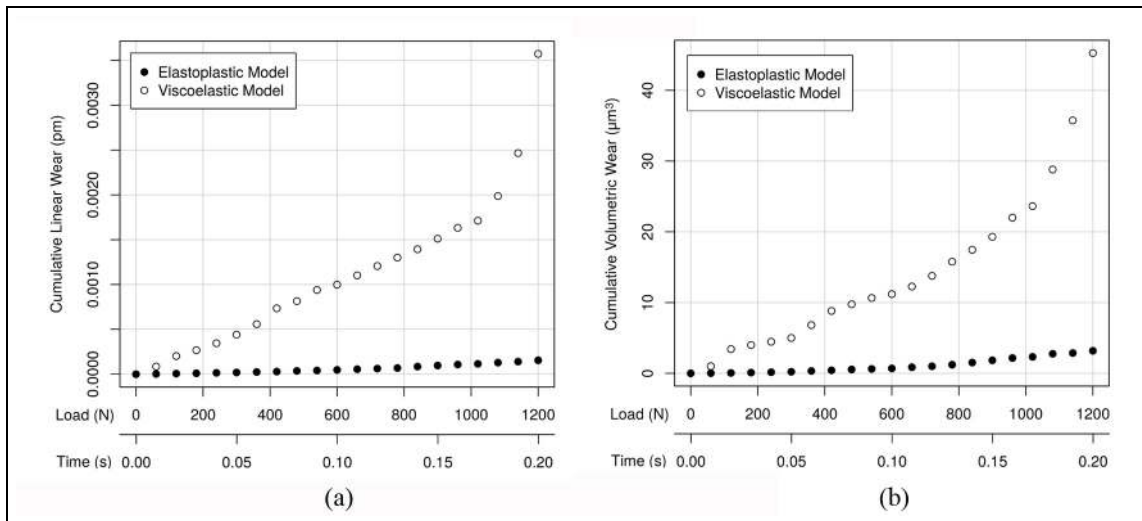 Elastoplastic Model
Viscoelastic Model
Cumulative Linear Wear (pm)
0.0030
0.0020
0.0010
0.0000
Load (N) 0 200 400 600 800 1000 1200
Time (s) 0.00 0.05 0.10 0.15 0.20
(a)
Elastoplastic Model
Viscoelastic Model
Cumulative Volumetric Wear (µm³)
40
30
20
10
0
Load (N) 0 200 400 600 800 1000 1200
Time (s) 0.00 0.05 0.10 0.15 0.20
(b)